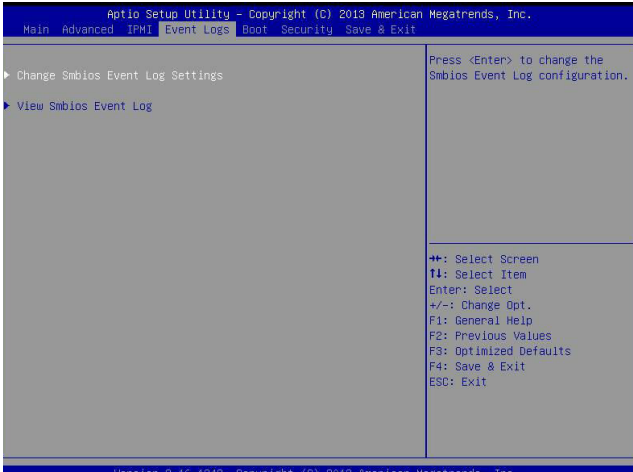 Aptio Setup Utility – Copyright (C) 2013 American Megatrends, Inc.
Main Advanced IPMI Event Logs Boot Security Save & Exit
Press <Enter> to change the
Smbios Event Log configuration.
▶ Change Smbios Event Log Settings
▶ View Smbios Event Log
→←: Select Screen
↑↓: Select Item
Enter: Select
+/-: Change Opt.
F1: General Help
F2: Previous Values
F3: Optimized Defaults
F4: Save & Exit
ESC: Exit